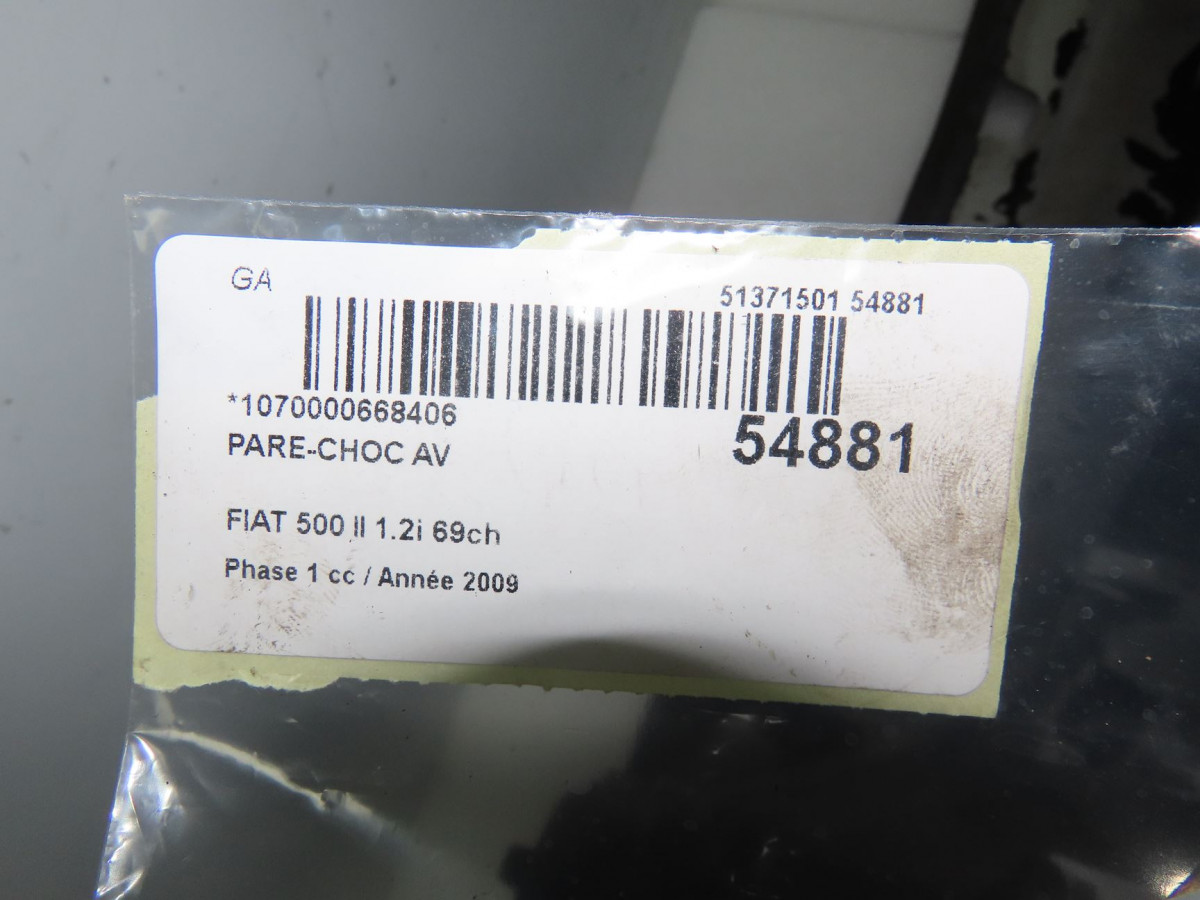 GA
51371501 54881
*1070000668406
54881
PARE-CHOC AV
FIAT 500 II 1.2i 69ch
Phase 1 cc / Année 2009